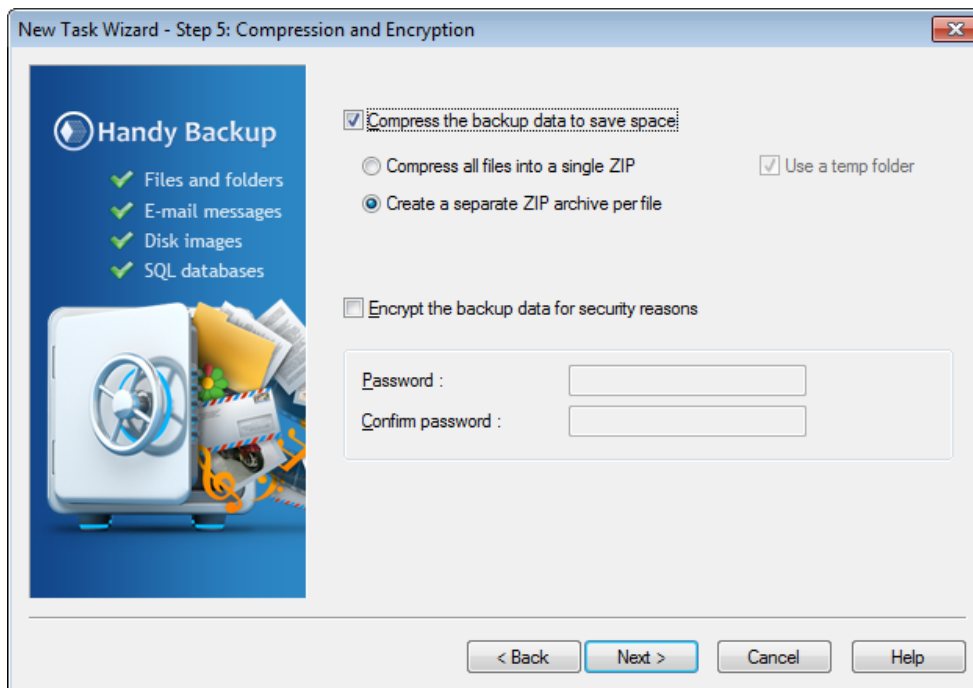 New Task Wizard - Step 5: Compression and Encryption
Handy Backup
Files and folders
E-mail messages
Disk images
SQL databases
Compress the backup data to save space
Compress all files into a single ZIP
Use a temp folder
Create a separate ZIP archive per file
Encrypt the backup data for security reasons
Password :
Confirm password :
< Back
Next >
Cancel
Help